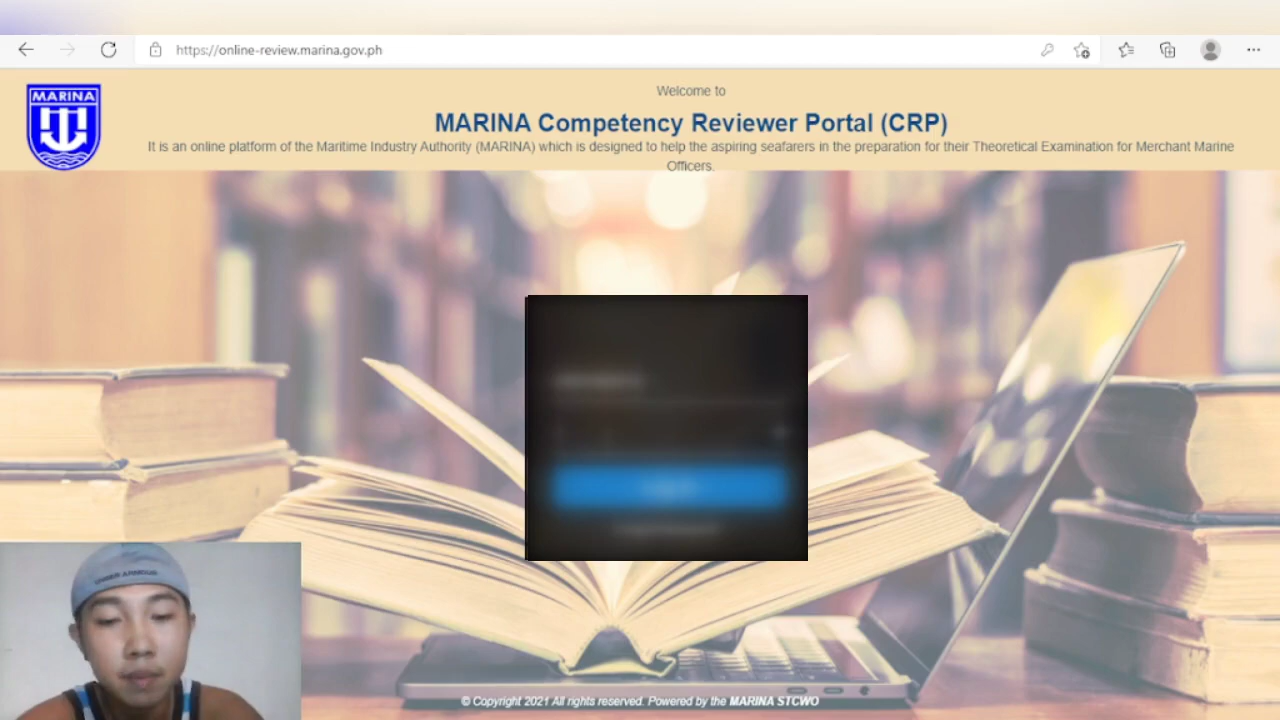 https://online-review.marina.gov.ph
MARINA
Welcome to
MARINA Competency Reviewer Portal (CRP)
It is an online platform of the Maritime Industry Authority (MARINA) which is designed to help the aspiring seafarers in the preparation for their Theoretical Examination for Merchant Marine
Officers.
UNDER ARMOUR
© Copyright 2021 All rights reserved. Powered by the MARINA STCWO